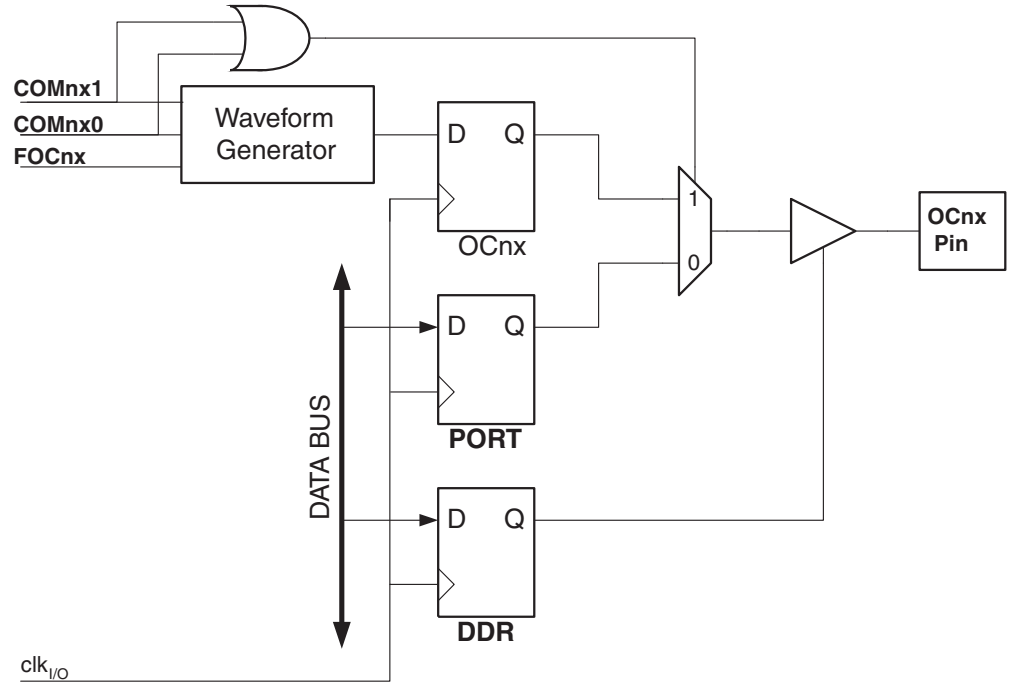 COMnx1
COMnx0
FOCnx
Waveform
Generator
D Q
OCnx
1
0
OCnx
Pin
D Q
PORT
DATA BUS
D Q
DDR
clkI/O